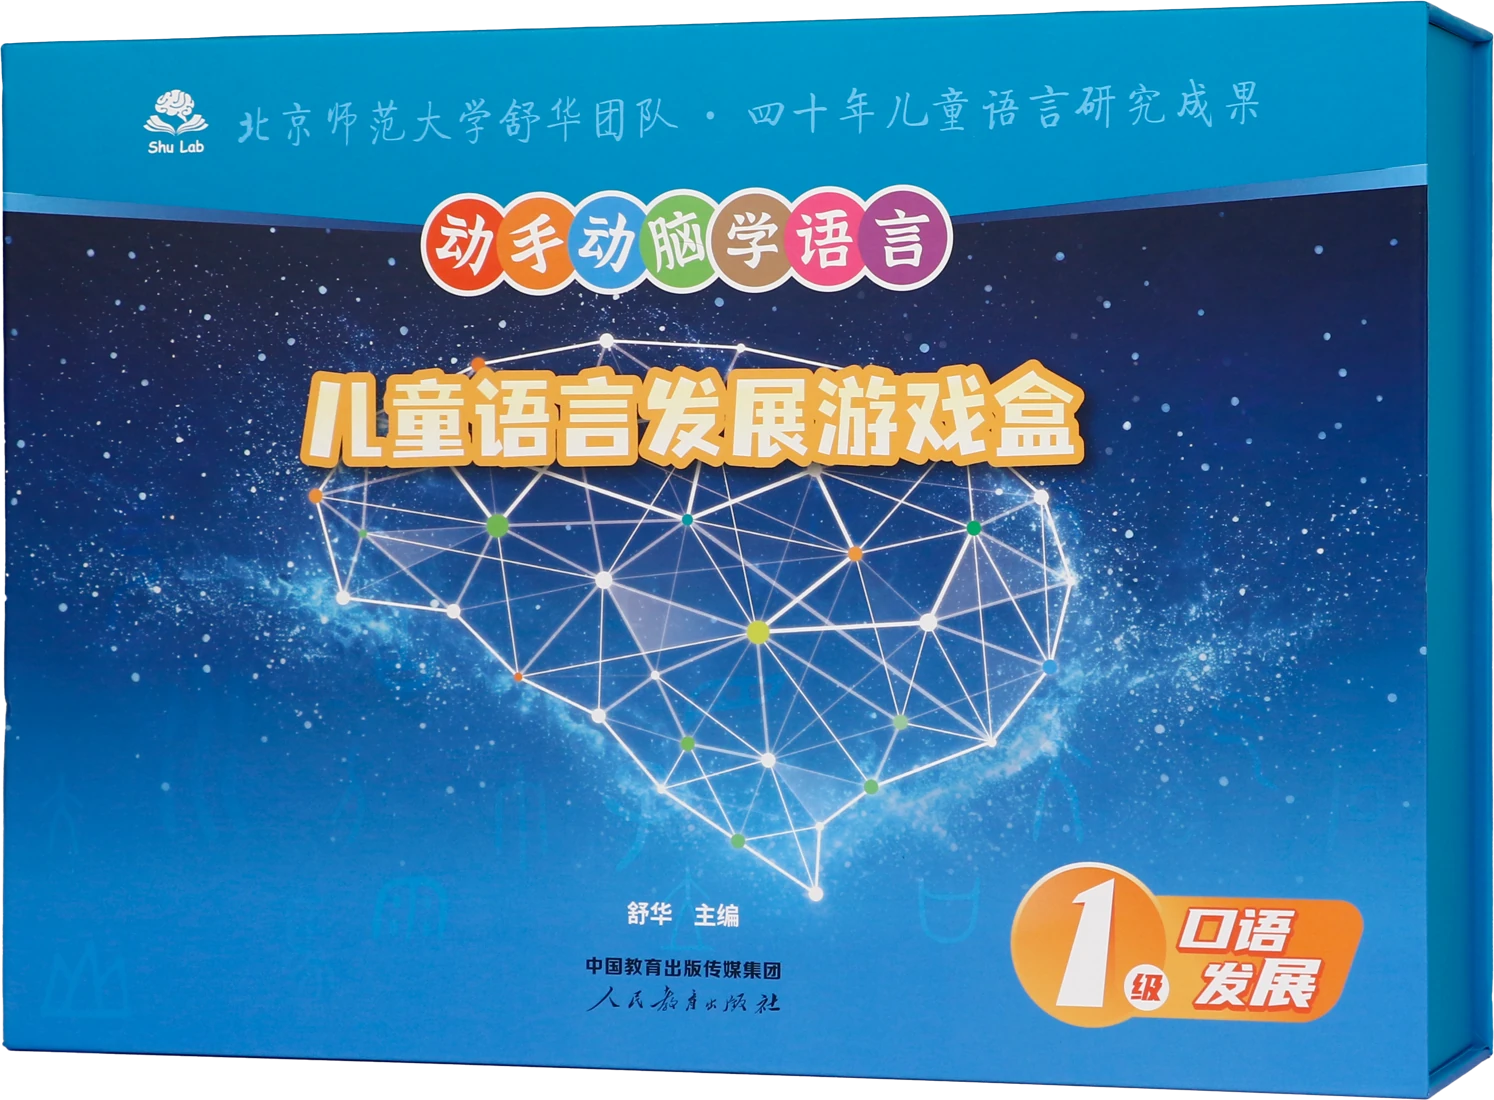 Shu Lab
北京师范大学舒华团队·四十年儿童语言研究成果
动手动脑学语言
儿童语言发展游戏盒
舒华 主编
中国教育出版传媒集团
人民教育出版社
1级
口语
发展